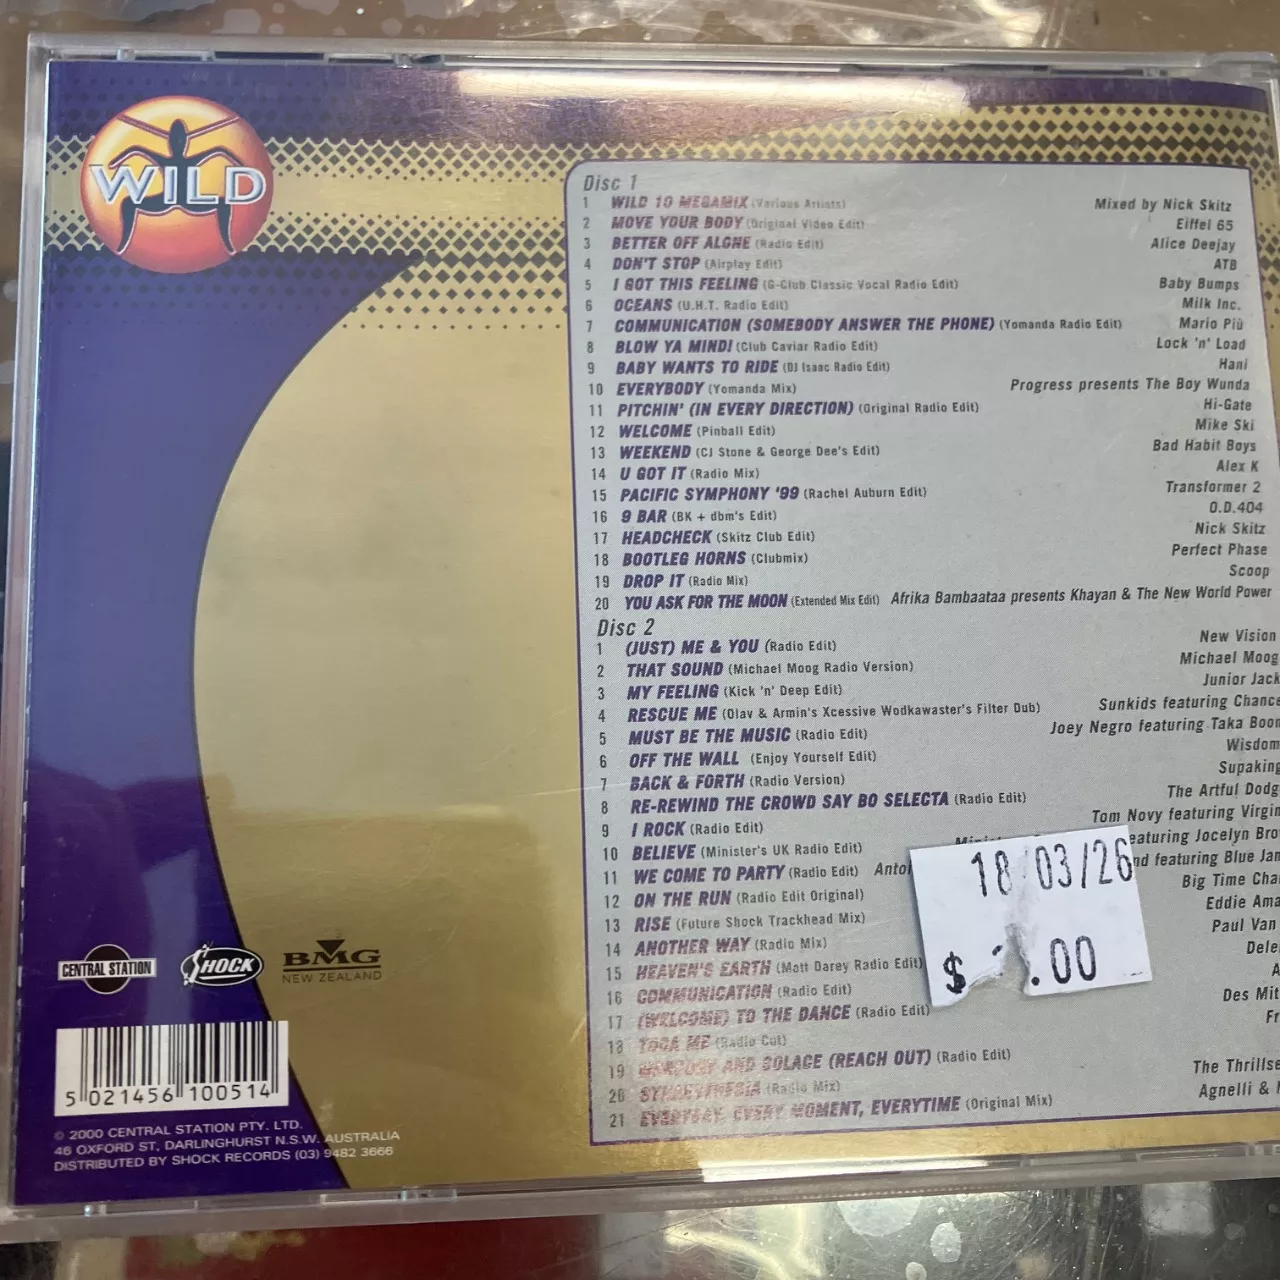 WILD
Disc 1
1 WILD 10 MEGAMIX (Various Artists) Mixed by Nick Skitz
2 MOVE YOUR BODY (Original Video Edit) Eiffel 65
3 BETTER OFF ALONE (Radio Edit) Alice Deejay
4 DON'T STOP (Airplay Edit) ATB
5 I GOT THIS FEELING (G-Club Classic Vocal Radio Edit) Baby Bumps
6 OCEANS (U.H.T. Radio Edit) Milk Inc.
7 COMMUNICATION (SOMEBODY ANSWER THE PHONE) (Yomanda Radio Edit) Mario Più
8 BLOW YA MIND! (Club Caviar Radio Edit) Lock 'n' Load
9 BABY WANTS TO RIDE (DJ Isaac Radio Edit) Hani
10 EVERYBODY (Yomanda Mix) Progress presents The Boy Wunda
11 PITCHIN' (IN EVERY DIRECTION) (Original Radio Edit) Hi-Gate
12 WELCOME (Pinball Edit) Mike Ski
13 WEEKEND (CJ Stone & George Dee's Edit) Bad Habit Boys
14 U GOT IT (Radio Mix) Alex K
15 PACIFIC SYMPHONY '99 (Rachel Auburn Edit) Transformer 2
16 9 BAR (BK + dbm's Edit) O.D.404
17 HEADCHECK (Skitz Club Edit) Nick Skitz
18 BOOTLEG HORNS (Clubmix) Perfect Phase
19 DROP IT (Radio Mix) Scoop
20 YOU ASK FOR THE MOON (Extended Mix Edit) Afrika Bambaataa presents Khayan & The New World Power
Disc 2
1 (JUST) ME & YOU (Radio Edit) New Vision
2 THAT SOUND (Michael Moog Radio Version) Michael Moog
3 MY FEELING (Kick 'n' Deep Edit) Junior Jack
4 RESCUE ME (Olav & Armin's Xcessive Wodkawaster's Filter Dub) Sunkids featuring Chance
5 MUST BE THE MUSIC (Radio Edit) Joey Negro featuring Taka Boom
6 OFF THE WALL (Enjoy Yourself Edit) Wisdom
7 BACK & FORTH (Radio Version) Supaking
8 RE-REWIND THE CROWD SAY BO SELECTA (Radio Edit) The Artful Dodg
9 I ROCK (Radio Edit) Tom Novy featuring Virgin
10 BELIEVE (Minister's UK Radio Edit) eaturing Jocelyn Bro
11 WE COME TO PARTY (Radio Edit) Anto nd featuring Blue Jam
12 ON THE RUN (Radio Edit Original) Big Time Cha
13 RISE (Future Shock Trackhead Mix) Eddie Ama
14 ANOTHER WAY (Radio Mix) Paul Van
15 HEAVEN'S EARTH (Matt Darey Radio Edit) Dele
16 COMMUNICATION (Radio Edit) A
17 (WELCOME) TO THE DANCE (Radio Edit) Des Mit
18 TOCA ME (Radio Cut) Fr
19 MERCURY AND SOLACE (REACH OUT) (Radio Edit)
20 SYNAESTHESIA (Radio Mix) The Thrillse
21 EVERYDAY, EVERY MOMENT, EVERYTIME (Original Mix) Agnelli &
18/03/26
$ .00
CENTRAL STATION
SHOCK
BMG
NEW ZEALAND
5 021456 100514
© 2000 CENTRAL STATION PTY. LTD.
46 OXFORD ST, DARLINGHURST N.S.W. AUSTRALIA
DISTRIBUTED BY SHOCK RECORDS (03) 9482 3666